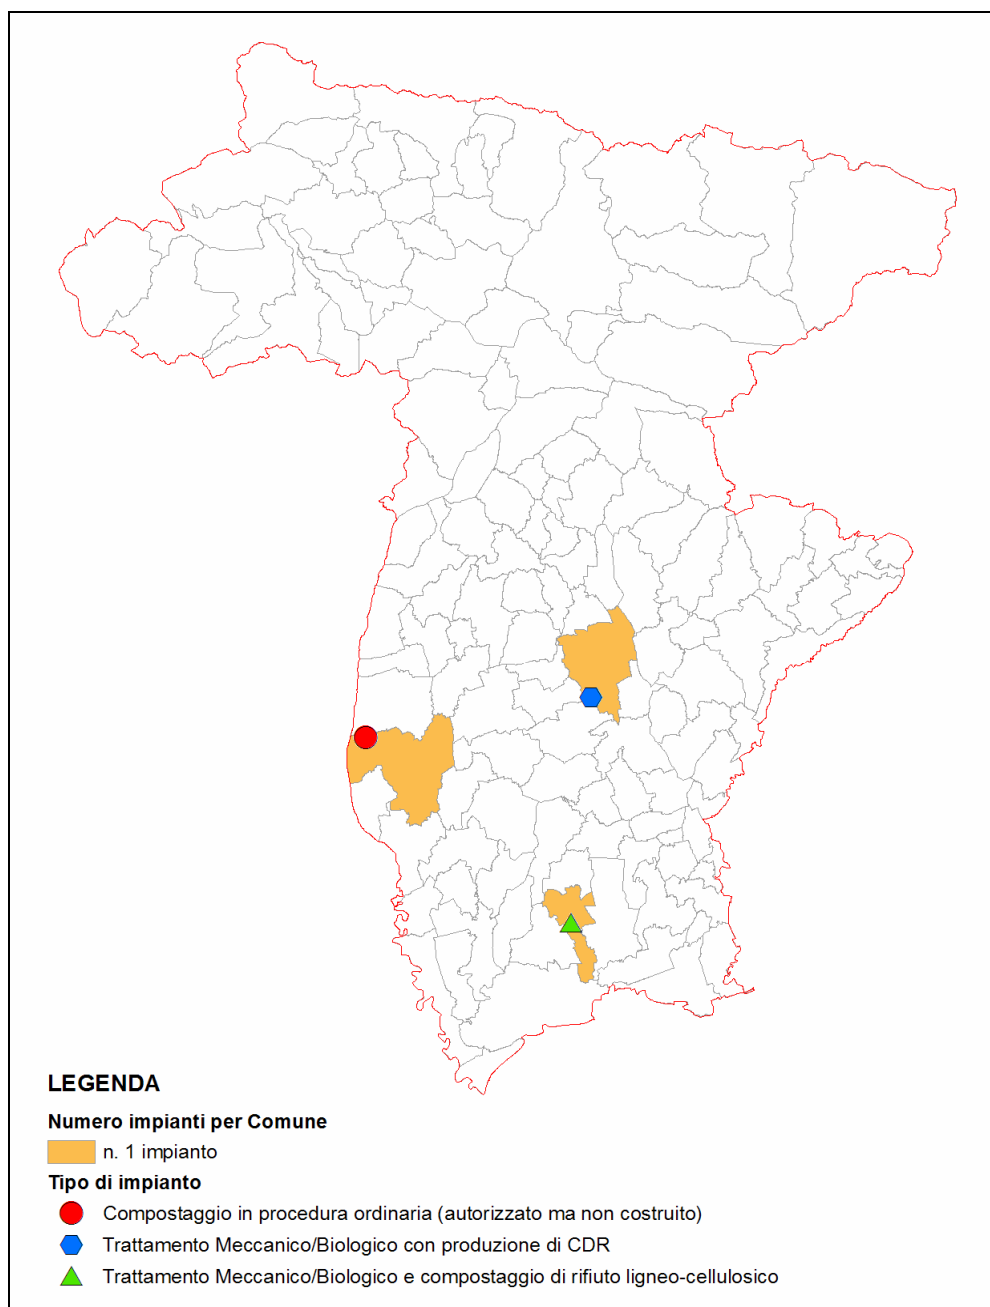 LEGENDA
Numero impianti per Comune
n. 1 impianto
Tipo di impianto
Compostaggio in procedura ordinaria (autorizzato ma non costruito)
Trattamento Meccanico/Biologico con produzione di CDR
Trattamento Meccanico/Biologico e compostaggio di rifiuto ligneo-cellulosico